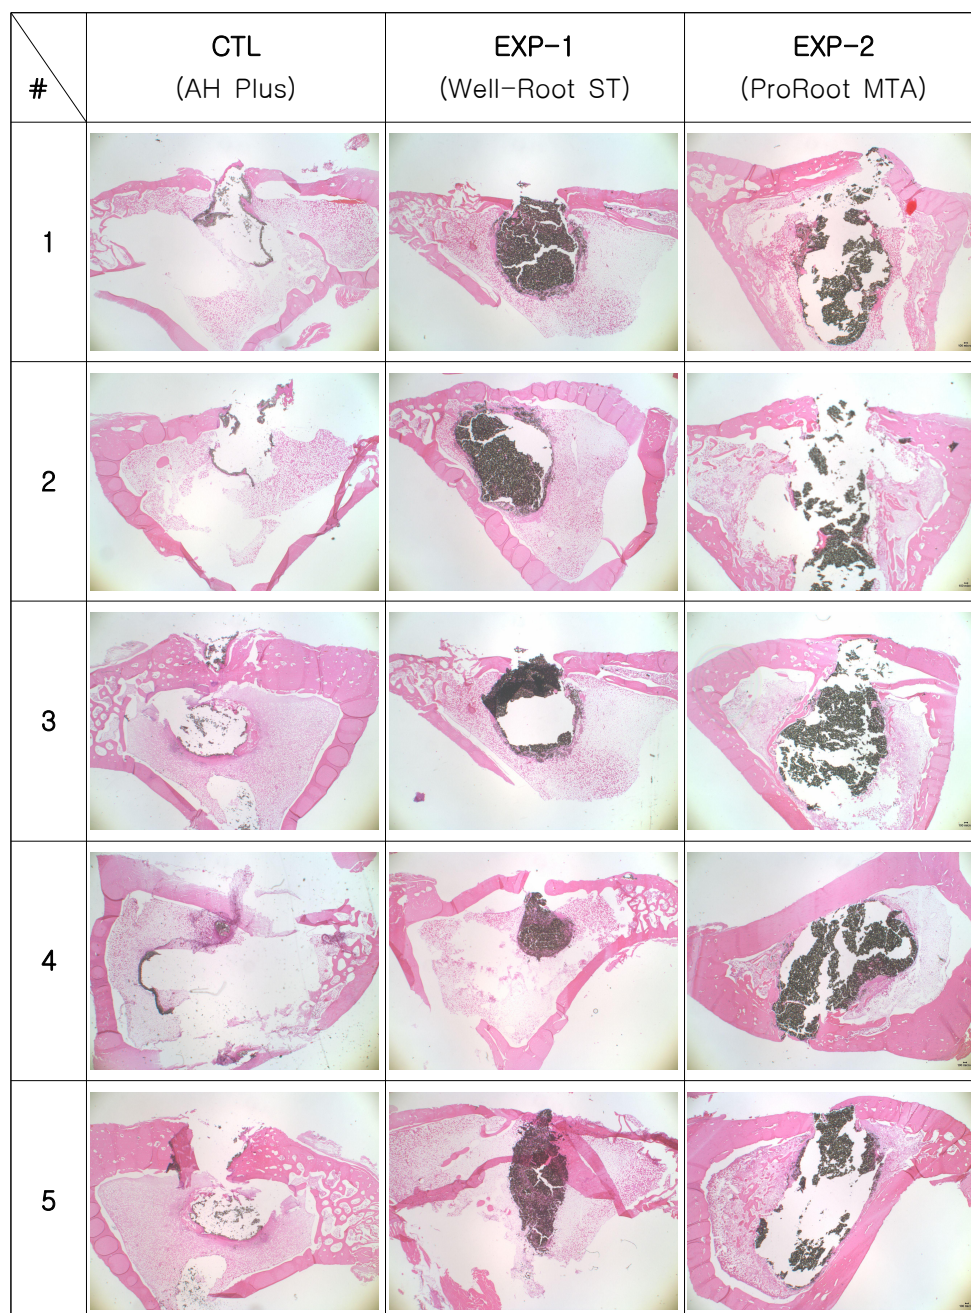 #
CTL
(AH Plus)
EXP-1
(Well-Root ST)
EXP-2
(ProRoot MTA)
1
2
3
4
5